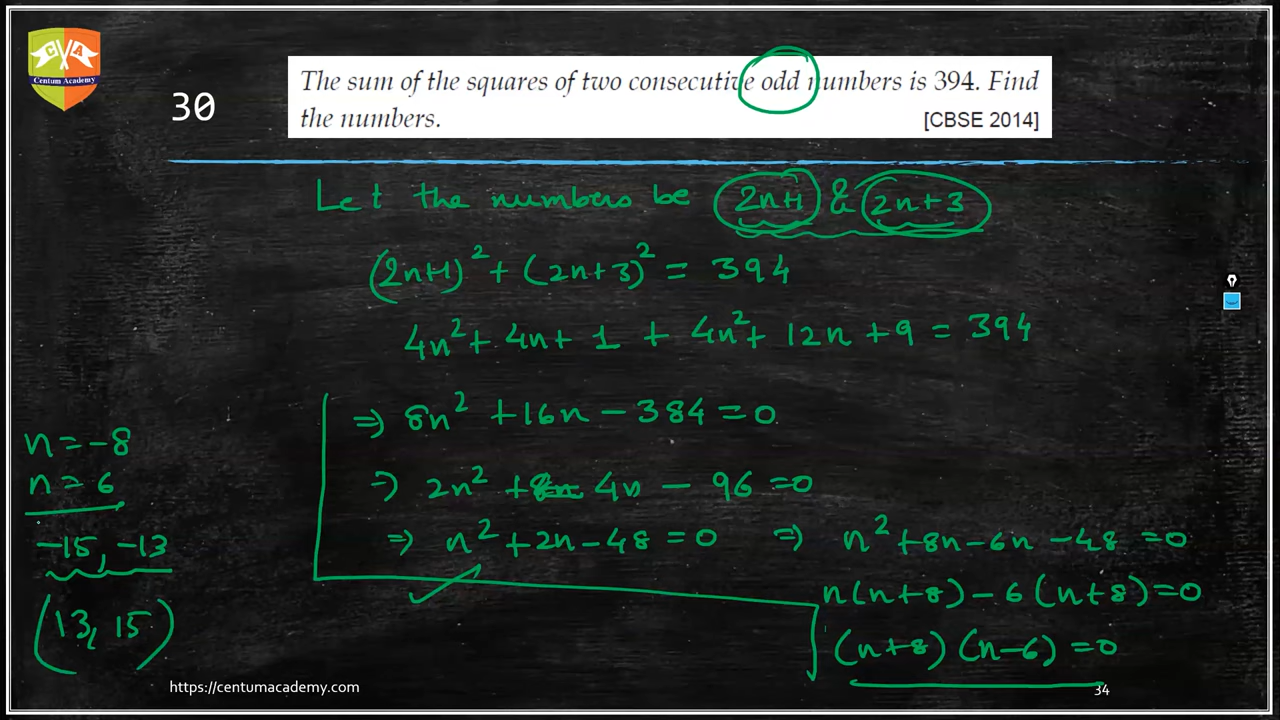 C A
Centum Academy
30
The sum of the squares of two consecutive odd numbers is 394. Find
the numbers. [CBSE 2014]
Let the numbers be 2n+1 & 2n+3
(2n+1)² + (2n+3)² = 394
4n² + 4n + 1 + 4n² + 12n + 9 = 394
⇒ 8n² + 16n − 384 = 0
⇒ 2n² + 4n − 96 = 0
⇒ n² + 2n − 48 = 0 ⇒ n² + 8n − 6n − 48 = 0
n(n+8) − 6(n+8) = 0
(n+8) (n−6) = 0
n = −8
n = 6
−15, −13
(13, 15)
https://centumacademy.com
34